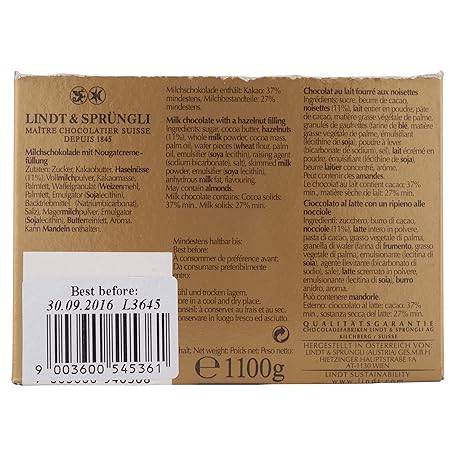 LINDT & SPRÜNGLI
MAÎTRE CHOCOLATIER SUISSE
DEPUIS 1845
Milchschokolade mit Nougatcreme-
füllung
Zutaten: Zucker, Kakaobutter, Haselnüsse
(11%), Vollmilchpulver, Kakaomasse,
Palmfett, Waffelgranulat (Weizenmehl,
Palmfett, Emulgator (Sojalecithin),
Backtriebmittel (Natriumbicarbonat),
Salz), Magermilchpulver, Emulgator
(Sojalecithin), Butterreinfett, Aroma.
Kann Mandeln enthalten.
Best before:
30.09.2016 L3645
9 003600 545361
Milchschokolade enthält: Kakao: 37%
mindestens, Milchbestandteile: 27%
mindestens.
Milk chocolate with a hazelnut filling
Ingredients: sugar, cocoa butter, hazelnuts
(11%), whole milk powder, cocoa mass,
palm oil, wafer pieces (wheat flour, palm
oil, emulsifier (soya lecithin), raising agent
(sodium bicarbonate), salt), skimmed milk
powder, emulsifier (soya lecithin),
anhydrous milk fat, flavouring.
May contain almonds.
Milk chocolate contains: Cocoa solids:
37% min. Milk solids: 27% min.
Mindestens haltbar bis:
Best before:
A consommer de préférence avant:
Da consumarsi preferibilmente
entro:
Kühl und trocken lagern.
Store in a cool and dry place.
À conserver au frais et au sec.
Conservare in luogo fresco ed asciutto.
Net weight: Poids net: Peso netto:
℮ 1100g
Chocolat au lait fourré aux noisettes
Ingrédients: sucre, beurre de cacao,
noisettes (11%), lait entier en poudre, pâte
de cacao, matière grasse végétale de palme,
granulés de gaufrettes (farine de blé, matière
grasse végétale de palme, émulsifiant
(lécithine de soja), poudre à lever
(bicarbonate de sodium), sel), lait écrémé en
poudre, émulsifiant (lécithine de soja),
beurre déshydraté, arôme.
Peut contenir des amandes.
Le chocolat au lait contient cacao: 37%
min., extrait sec de lait: 27% min.
Cioccolato al latte con un ripieno alle
nocciole
Ingredienti: zucchero, burro di cacao,
nocciole (11%), latte intero in polvere,
pasta di cacao, grasso vegetale di palma,
granella di wafer (farina di frumento, grasso
vegetale di palma, emulsionante (lecitina di
soia), agente lievitante (bicarbonato di
sodio), sale), latte scremato in polvere,
emulsionante (lecitina di soia), burro
anidro, aroma.
Può contenere mandorle.
Estremo cioccolato al latte: cacao: 37%
min., sostanza secca del latte: 27% min.
QUALITÄTSGARANTIE
CHOCOLADEFABRIKEN LINDT & SPRÜNGLI AG
KILCHBERG / SUISSE
HERGESTELLT IN ÖSTERREICH VON:
LINDT & SPRÜNGLI (AUSTRIA) GES.M.B.H
HIETZINGER HAUPTSTRAßE 1A
AT-1130 WIEN
LINDT SUSTAINABILITY
www.lindt.com